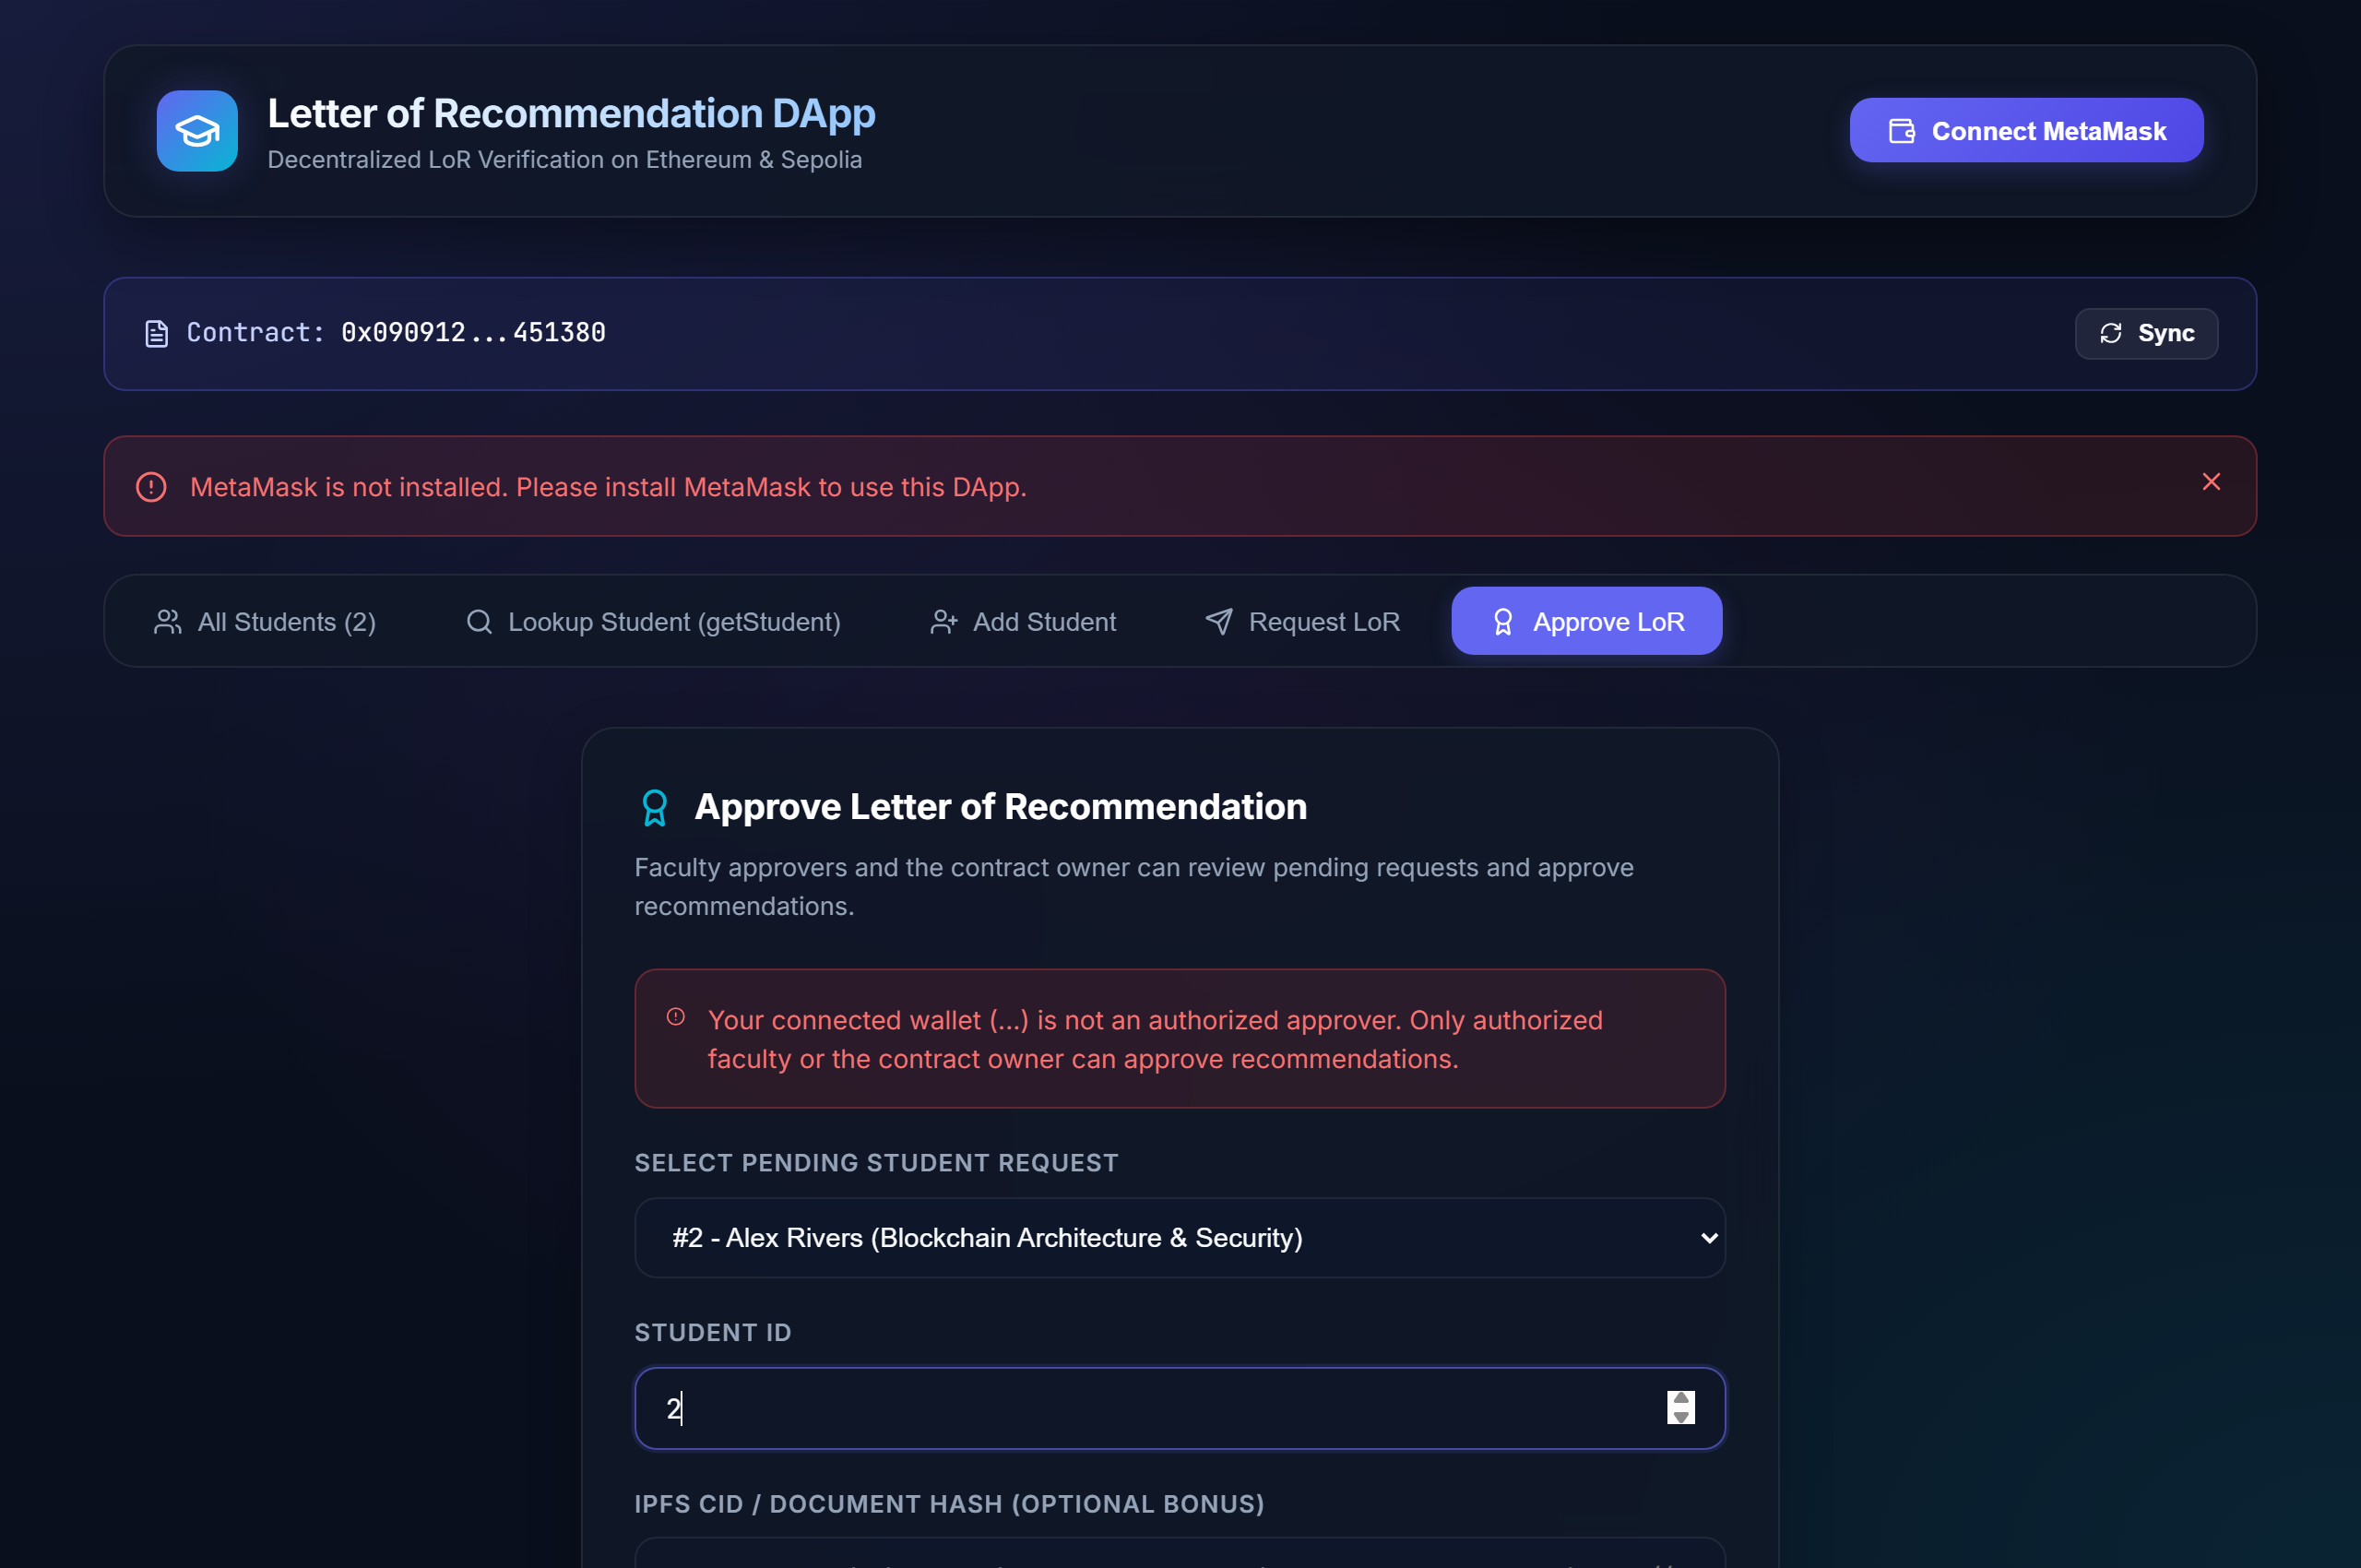 Letter of Recommendation DApp
Decentralized LoR Verification on Ethereum & Sepolia
Connect MetaMask
Contract: 0x090912...451380
Sync
MetaMask is not installed. Please install MetaMask to use this DApp.
All Students (2)
Lookup Student (getStudent)
Add Student
Request LoR
Approve LoR
Approve Letter of Recommendation
Faculty approvers and the contract owner can review pending requests and approve
recommendations.
Your connected wallet (...) is not an authorized approver. Only authorized
faculty or the contract owner can approve recommendations.
SELECT PENDING STUDENT REQUEST
#2 - Alex Rivers (Blockchain Architecture & Security)
STUDENT ID
2
IPFS CID / DOCUMENT HASH (OPTIONAL BONUS)